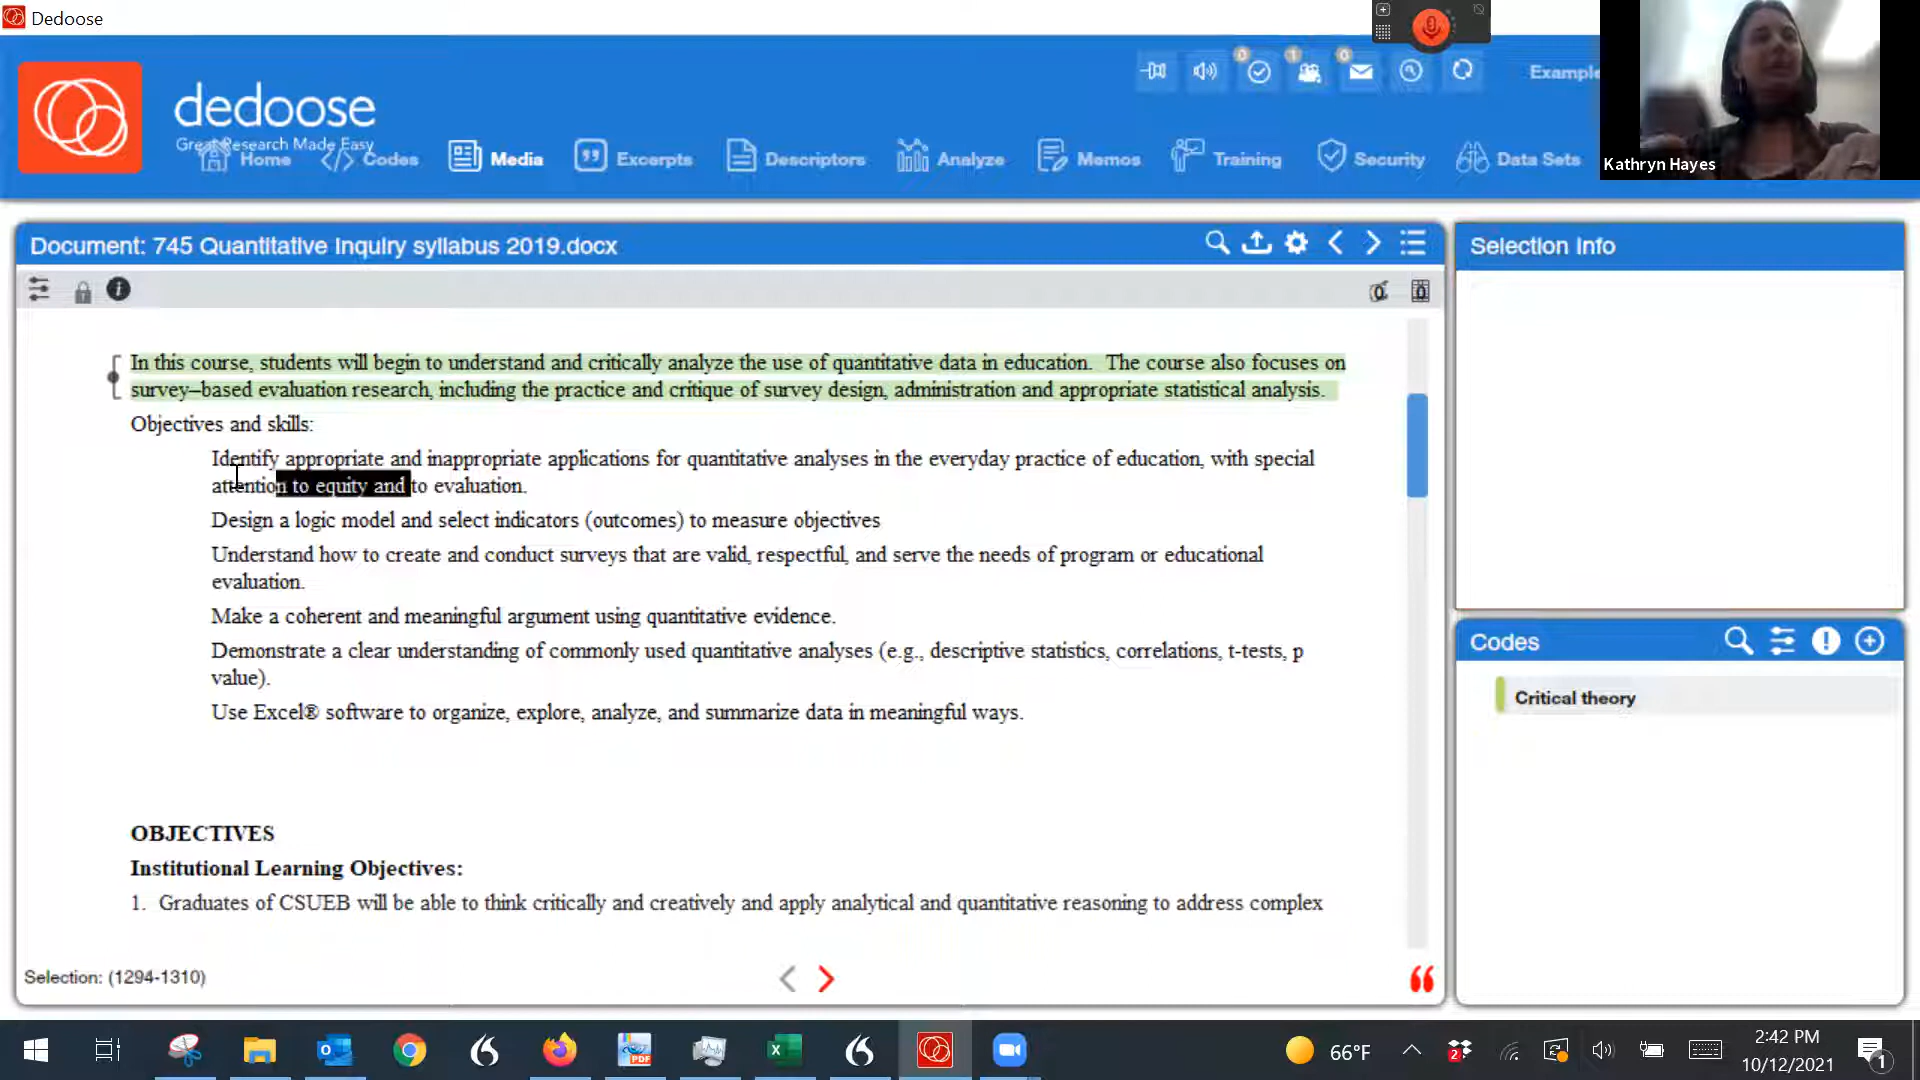 Dedoose
0 1 0
Example
dedoose
Great Research Made Easy
Home Codes Media Excerpts Descriptors Analyze Memos Training Security Data Sets
Kathryn Hayes
Document: 745 Quantitative Inquiry syllabus 2019.docx
Selection Info
In this course, students will begin to understand and critically analyze the use of quantitative data in education. The course also focuses on
survey–based evaluation research, including the practice and critique of survey design, administration and appropriate statistical analysis.
Objectives and skills:
Identify appropriate and inappropriate applications for quantitative analyses in the everyday practice of education, with special
attention to equity and to evaluation.
Design a logic model and select indicators (outcomes) to measure objectives
Understand how to create and conduct surveys that are valid, respectful, and serve the needs of program or educational
evaluation.
Make a coherent and meaningful argument using quantitative evidence.
Demonstrate a clear understanding of commonly used quantitative analyses (e.g., descriptive statistics, correlations, t-tests, p
value).
Use Excel® software to organize, explore, analyze, and summarize data in meaningful ways.
OBJECTIVES
Institutional Learning Objectives:
1. Graduates of CSUEB will be able to think critically and creatively and apply analytical and quantitative reasoning to address complex
Selection: (1294-1310)
Codes
Critical theory
66°F
2:42 PM
10/12/2021